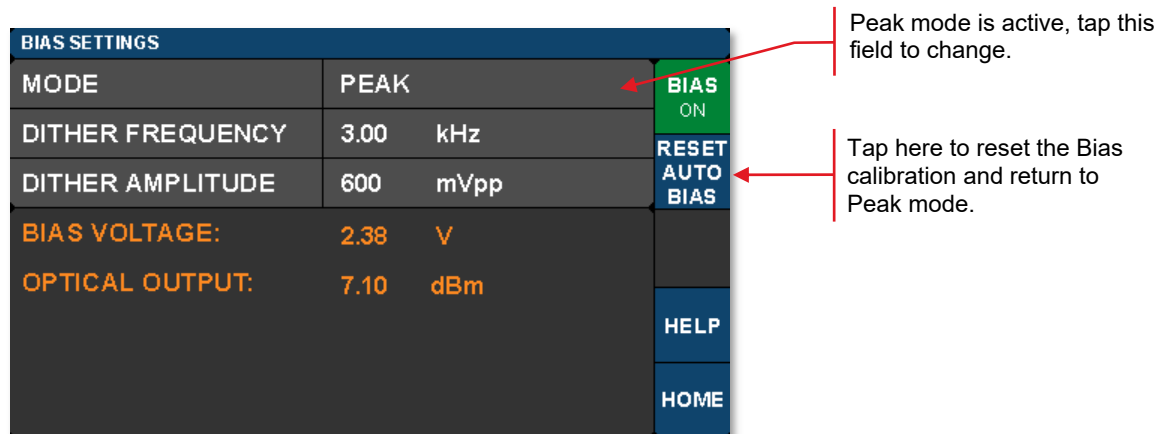 BIAS SETTINGS
MODE PEAK
DITHER FREQUENCY 3.00 kHz
DITHER AMPLITUDE 600 mVpp
BIAS VOLTAGE: 2.38 V
OPTICAL OUTPUT: 7.10 dBm
BIAS
ON
RESET
AUTO
BIAS
HELP
HOME
Peak mode is active, tap this
field to change.
Tap here to reset the Bias
calibration and return to
Peak mode.